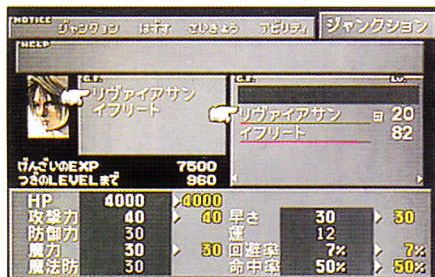 NOTICE
ジャンクション はずす さいきょう アビリティ ジャンクション
HELP
G.F.
リヴァイアサン
イフリート
G.F. Lv.
リヴァイアサン 20
イフリート 82
げんざいのEXP 7500
つぎのLEVELまで 960
HP 4000 4000
攻撃力 40 40 早さ 30 30
防御力 30 運 12
魔力 30 30 回避率 7% 7%
魔法防 30 命中率 50% 50%